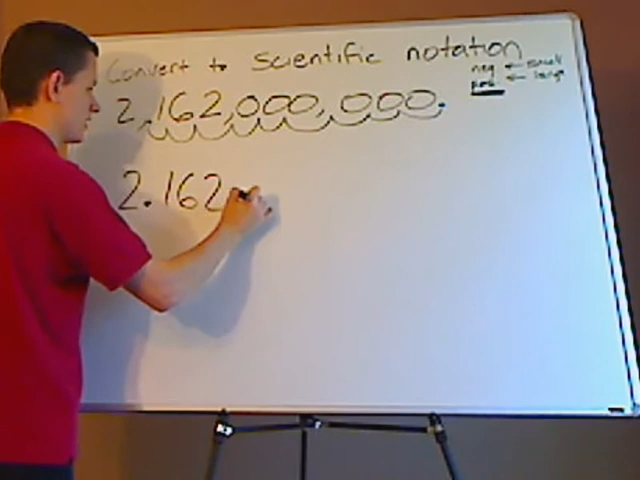 Convert to scientific notation
neg ← small
pos ← large
2,162,000,000.
2.162